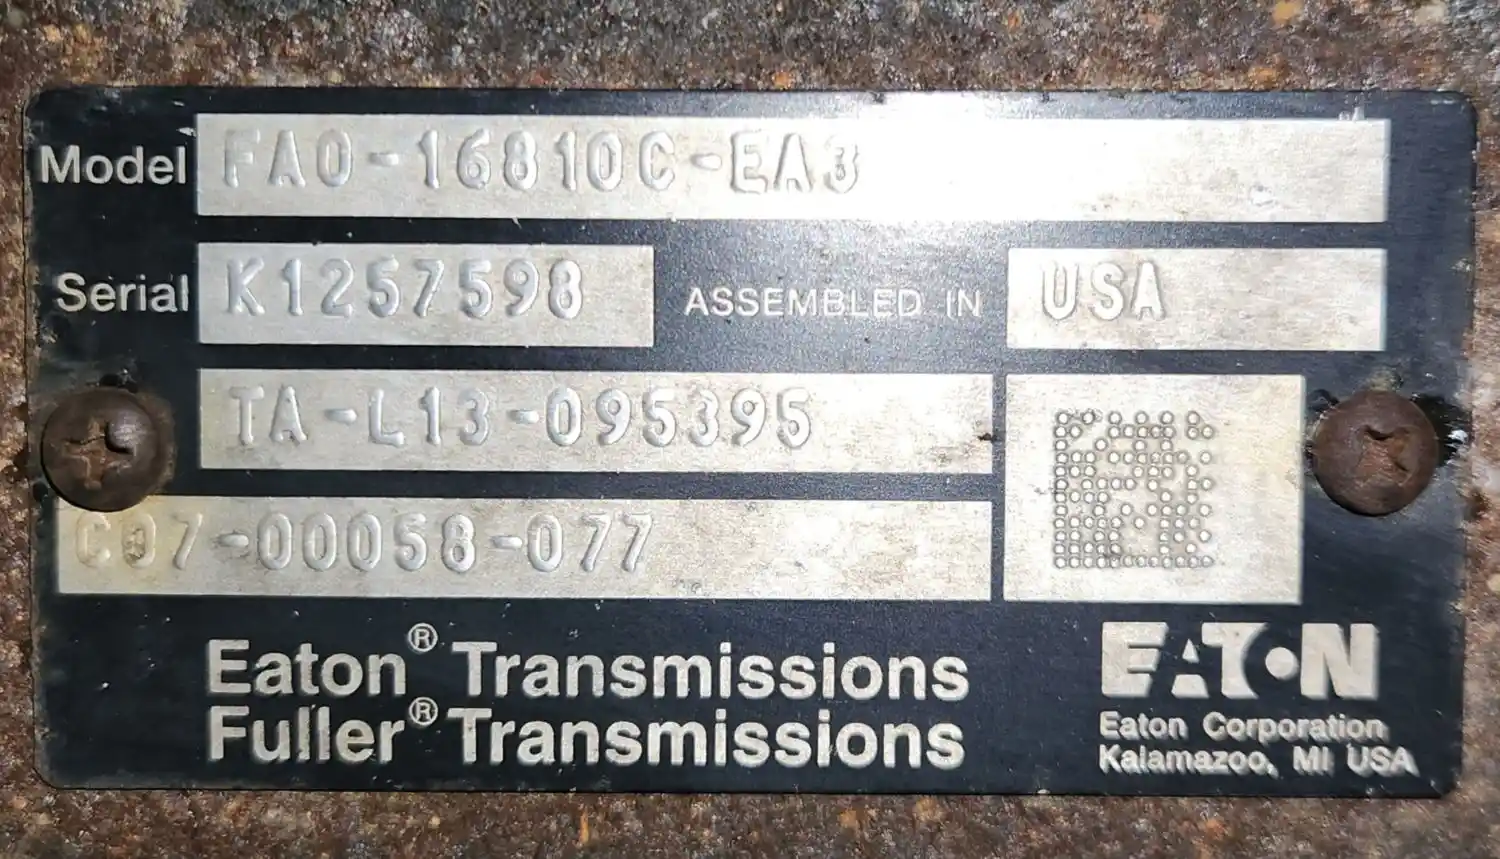 Model FAO-16810C-EA3
Serial K1257598 ASSEMBLED IN USA
TA-L13-095395
C07-00058-077
Eaton® Transmissions
Fuller® Transmissions
EATON
Eaton Corporation
Kalamazoo, MI USA